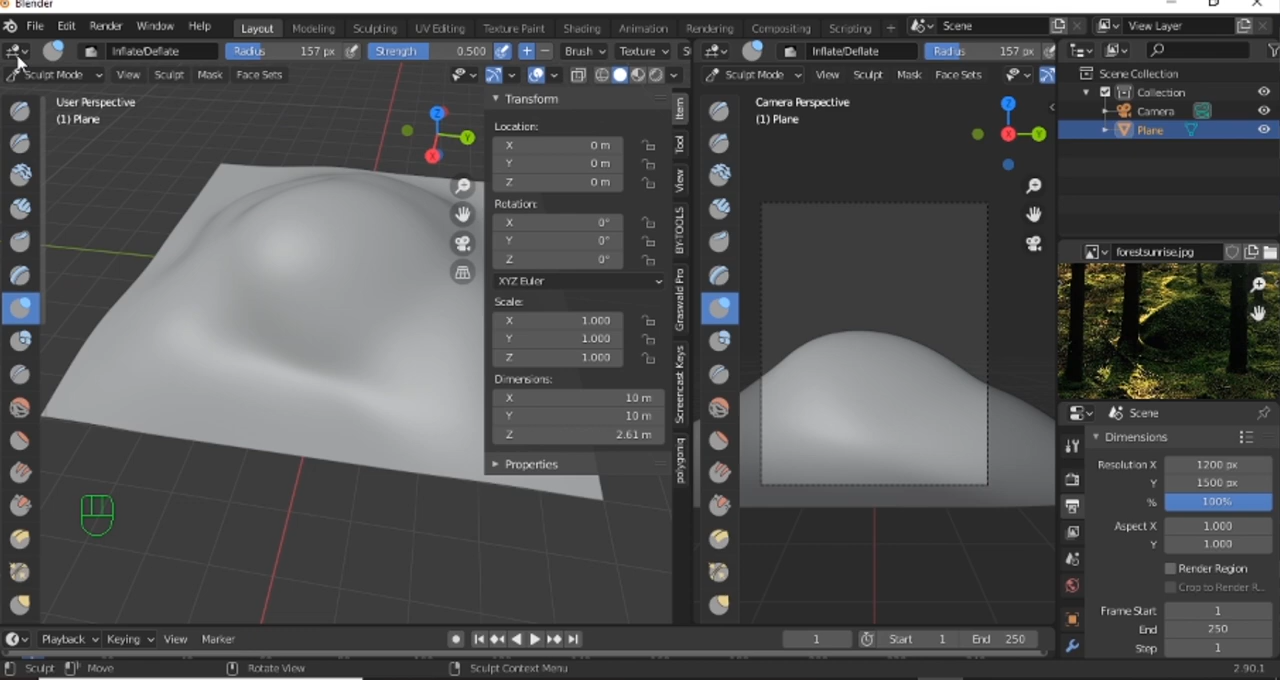 Blender
File Edit Render Window Help Layout Modeling Sculpting UV Editing Texture Paint Shading Animation Rendering Compositing Scripting + Scene View Layer
Inflate/Deflate Radius 157 px Strength 0.500 + − Brush Texture S Inflate/Deflate Radius 157 px
Sculpt Mode View Sculpt Mask Face Sets Sculpt Mode View Sculpt Mask Face Sets
Scene Collection
Collection
Camera
Plane
User Perspective
(1) Plane
Z
Y
X
Transform
Location:
X 0 m
Y 0 m
Z 0 m
Rotation:
X 0°
Y 0°
Z 0°
XYZ Euler
Scale:
X 1.000
Y 1.000
Z 1.000
Dimensions:
X 10 m
Y 10 m
Z 2.61 m
Properties
Item
Tool
View
BY-TOOLS
Graswald Pro
Screencast Keys
polygoniq
Camera Perspective
(1) Plane
Z
X
Y
forestsunrise.jpg
Scene
Dimensions
Resolution X 1200 px
Y 1500 px
% 100%
Aspect X 1.000
Y 1.000
Render Region
Crop to Render R...
Frame Start 1
End 250
Step 1
Playback Keying View Marker 1 Start 1 End 250
Sculpt Move Rotate View Sculpt Context Menu 2.90.1